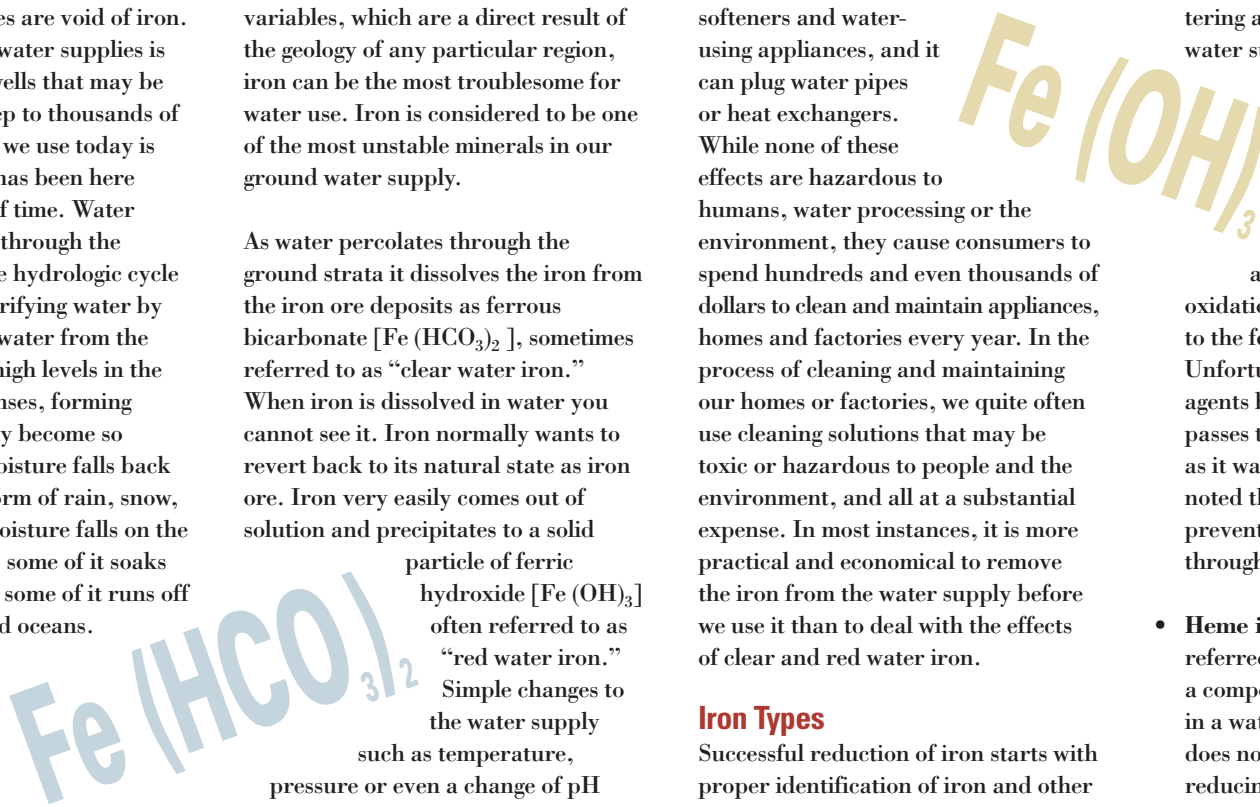 es are void of iron.
water supplies is
wells that may be
ep to thousands of
we use today is
has been here
f time. Water
through the
e hydrologic cycle
rifying water by
water from the
high levels in the
nses, forming
y become so
oisture falls back
orm of rain, snow,
oisture falls on the
some of it soaks
some of it runs off
d oceans.
Fe (HCO3)2
variables, which are a direct result of
the geology of any particular region,
iron can be the most troublesome for
water use. Iron is considered to be one
of the most unstable minerals in our
ground water supply.
As water percolates through the
ground strata it dissolves the iron from
the iron ore deposits as ferrous
bicarbonate [Fe (HCO3)2 ], sometimes
referred to as “clear water iron.”
When iron is dissolved in water you
cannot see it. Iron normally wants to
revert back to its natural state as iron
ore. Iron very easily comes out of
solution and precipitates to a solid
particle of ferric
hydroxide [Fe (OH)3]
often referred to as
“red water iron.”
Simple changes to
the water supply
such as temperature,
pressure or even a change of pH
softeners and water-
using appliances, and it
can plug water pipes
or heat exchangers.
While none of these
effects are hazardous to
humans, water processing or the
environment, they cause consumers to
spend hundreds and even thousands of
dollars to clean and maintain appliances,
homes and factories every year. In the
process of cleaning and maintaining
our homes or factories, we quite often
use cleaning solutions that may be
toxic or hazardous to people and the
environment, and all at a substantial
expense. In most instances, it is more
practical and economical to remove
the iron from the water supply before
we use it than to deal with the effects
of clear and red water iron.
Iron Types
Successful reduction of iron starts with
proper identification of iron and other
Fe (OH)3
tering a
water s
a
oxidatio
to the f
Unfortu
agents
passes t
as it wa
noted t
prevent
through
• Heme i
referred
a comp
in a wat
does no
reducin